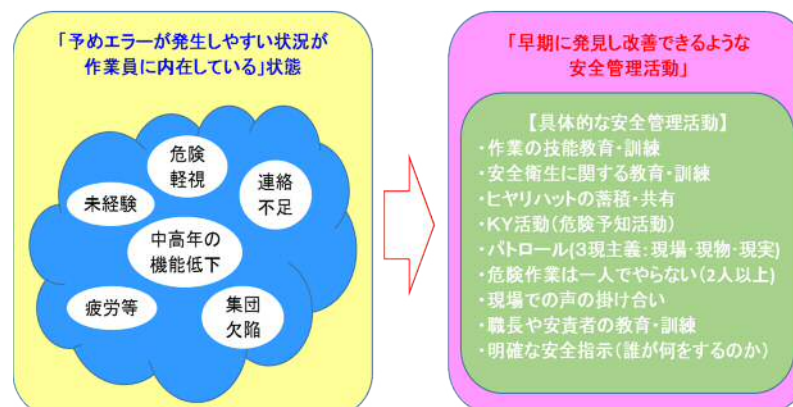 「予めエラーが発生しやすい状況が
作業員に内在している」状態
危険
軽視
連絡
不足
未経験
中高年の
機能低下
疲労等
集団
欠陥
「早期に発見し改善できるような
安全管理活動」
【具体的な安全管理活動】
・作業の技能教育・訓練
・安全衛生に関する教育・訓練
・ヒヤリハットの蓄積・共有
・KY活動(危険予知活動)
・パトロール(3現主義:現場・現物・現実)
・危険作業は一人でやらない(2人以上)
・現場での声の掛け合い
・職長や安責者の教育・訓練
・明確な安全指示(誰が何をするのか)